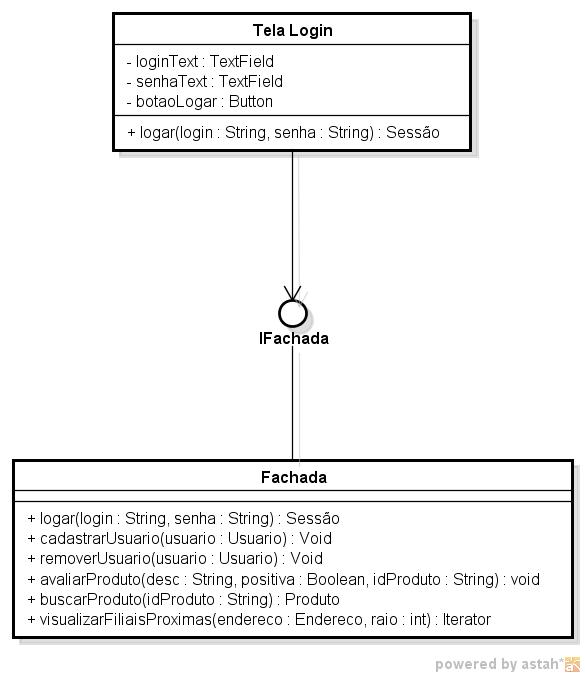 Tela Login
- loginText : TextField
- senhaText : TextField
- botaoLogar : Button
+ logar(login : String, senha : String) : Sessão
IFachada
Fachada
+ logar(login : String, senha : String) : Sessão
+ cadastrarUsuario(usuario : Usuario) : Void
+ removerUsuario(usuario : Usuario) : Void
+ avaliarProduto(desc : String, positiva : Boolean, idProduto : String) : void
+ buscarProduto(idProduto : String) : Produto
+ visualizarFiliaisProximas(endereco : Endereco, raio : int) : Iterator
powered by astah*